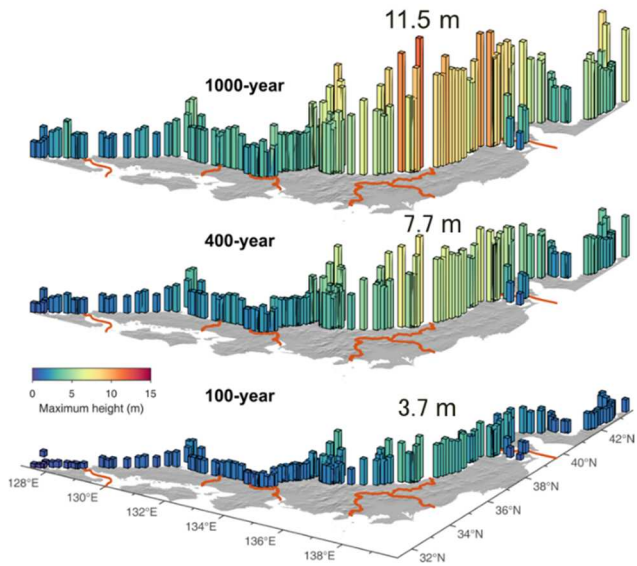 11.5 m
1000-year
7.7 m
400-year
0 5 10 15
Maximum height (m)
100-year
3.7 m
128°E
130°E
132°E
134°E
136°E
138°E
32°N
34°N
36°N
38°N
40°N
42°N